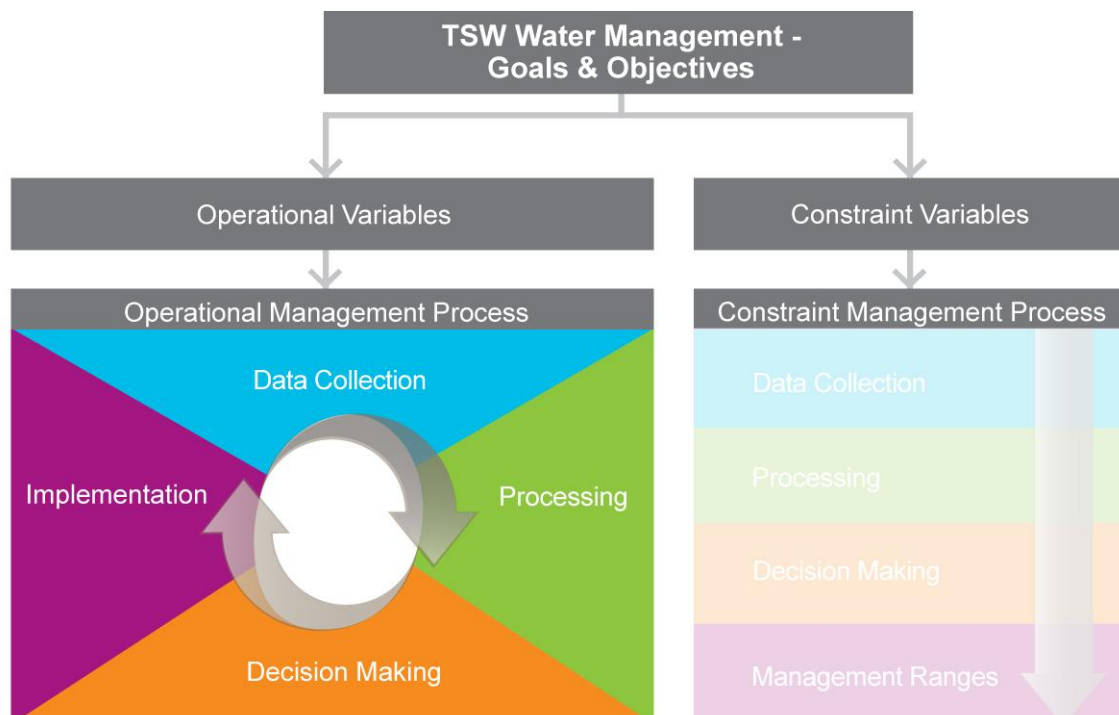 TSW Water Management -
Goals & Objectives
Operational Variables
Constraint Variables
Operational Management Process
Data Collection
Implementation
Processing
Decision Making
Constraint Management Process
Data Collection
Processing
Decision Making
Management Ranges